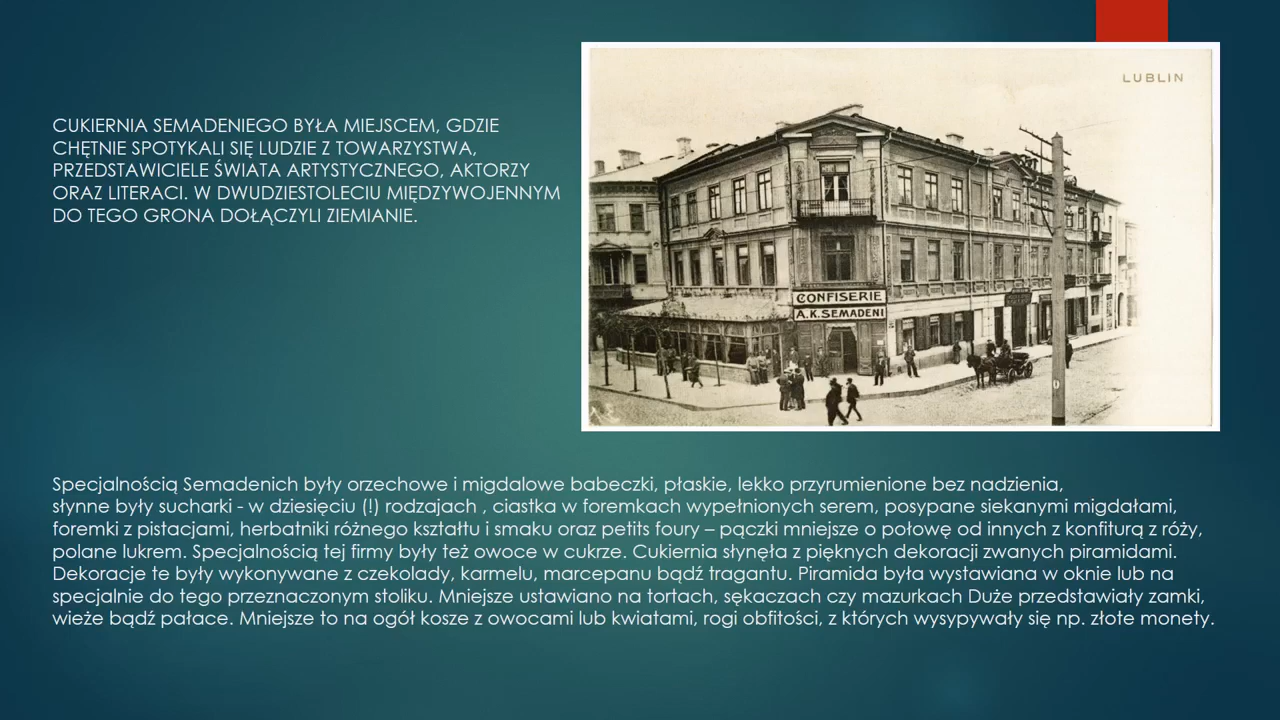 CUKIERNIA SEMADENIEGO BYŁA MIEJSCEM, GDZIE
CHĘTNIE SPOTYKALI SIĘ LUDZIE Z TOWARZYSTWA,
PRZEDSTAWICIELE ŚWIATA ARTYSTYCZNEGO, AKTORZY
ORAZ LITERACI. W DWUDZIESTOLECIU MIĘDZYWOJENNYM
DO TEGO GRONA DOŁĄCZYLI ZIEMIANIE.
LUBLIN
CONFISERIE
A.K.SEMADENI
Specjalnością Semadenich były orzechowe i migdalowe babeczki, płaskie, lekko przyrumienione bez nadzienia,
słynne były sucharki - w dziesięciu (!) rodzajach , ciastka w foremkach wypełnionych serem, posypane siekanymi migdałami,
foremki z pistacjami, herbatniki różnego kształtu i smaku oraz petits foury – pączki mniejsze o połowę od innych z konfiturą z róży,
polane lukrem. Specjalnością tej firmy były też owoce w cukrze. Cukiernia słynęła z pięknych dekoracji zwanych piramidami.
Dekoracje te były wykonywane z czekolady, karmelu, marcepanu bądź tragantu. Piramida była wystawiana w oknie lub na
specjalnie do tego przeznaczonym stoliku. Mniejsze ustawiano na tortach, sękaczach czy mazurkach Duże przedstawiały zamki,
wieże bądź pałace. Mniejsze to na ogół kosze z owocami lub kwiatami, rogi obfitości, z których wysypywały się np. złote monety.